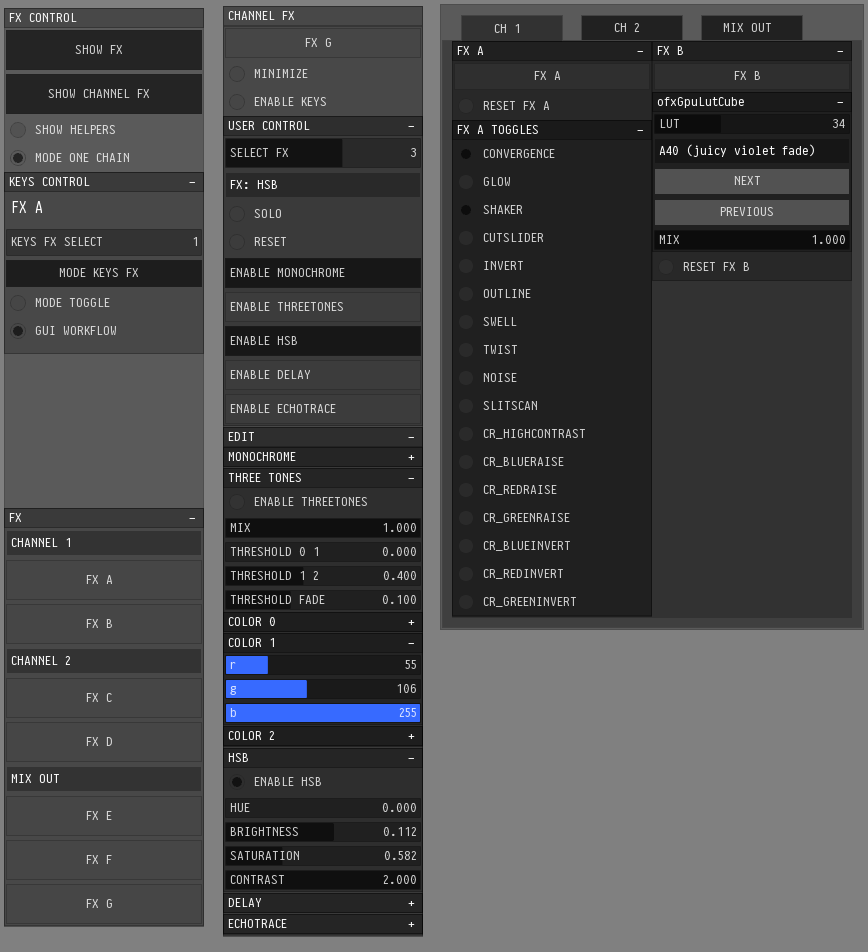 FX CONTROL
SHOW FX
SHOW CHANNEL FX
SHOW HELPERS
MODE ONE CHAIN
KEYS CONTROL −
FX A
KEYS FX SELECT 1
MODE KEYS FX
MODE TOGGLE
GUI WORKFLOW
FX −
CHANNEL 1
FX A
FX B
CHANNEL 2
FX C
FX D
MIX OUT
FX E
FX F
FX G
CHANNEL FX
FX G
MINIMIZE
ENABLE KEYS
USER CONTROL −
SELECT FX 3
FX: HSB
SOLO
RESET
ENABLE MONOCHROME
ENABLE THREETONES
ENABLE HSB
ENABLE DELAY
ENABLE ECHOTRACE
EDIT −
MONOCHROME +
THREE TONES −
ENABLE THREETONES
MIX 1.000
THRESHOLD 0 1 0.000
THRESHOLD 1 2 0.400
THRESHOLD FADE 0.100
COLOR 0 +
COLOR 1 −
r 55
g 106
b 255
COLOR 2 +
HSB −
ENABLE HSB
HUE 0.000
BRIGHTNESS 0.112
SATURATION 0.582
CONTRAST 2.000
DELAY +
ECHOTRACE +
CH 1 CH 2 MIX OUT
FX A −
FX A
RESET FX A
FX A TOGGLES −
CONVERGENCE
GLOW
SHAKER
CUTSLIDER
INVERT
OUTLINE
SWELL
TWIST
NOISE
SLITSCAN
CR_HIGHCONTRAST
CR_BLUERAISE
CR_REDRAISE
CR_GREENRAISE
CR_BLUEINVERT
CR_REDINVERT
CR_GREENINVERT
FX B −
FX B
ofxGpuLutCube −
LUT 34
A40 (juicy violet fade)
NEXT
PREVIOUS
MIX 1.000
RESET FX B